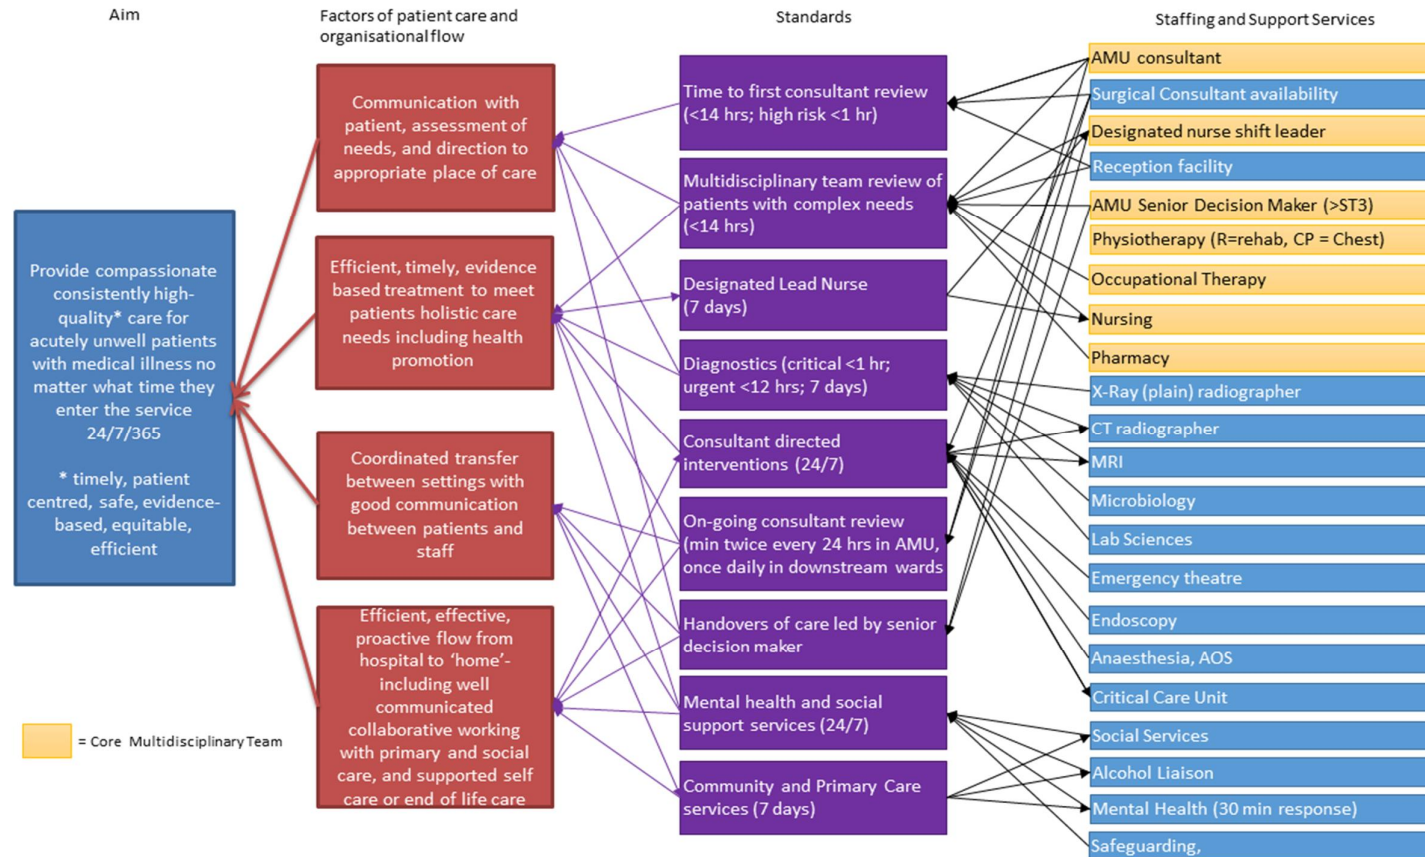 Aim
Factors of patient care and
organisational flow
Standards
Staffing and Support Services
Provide compassionate
consistently high-
quality* care for
acutely unwell patients
with medical illness no
matter what time they
enter the service
24/7/365
* timely, patient
centred, safe, evidence-
based, equitable,
efficient
= Core Multidisciplinary Team
Communication with
patient, assessment of
needs, and direction to
appropriate place of care
Efficient, timely, evidence
based treatment to meet
patients holistic care
needs including health
promotion
Coordinated transfer
between settings with
good communication
between patients and
staff
Efficient, effective,
proactive flow from
hospital to ‘home’-
including well
communicated
collaborative working
with primary and social
care, and supported self
care or end of life care
Time to first consultant review
(<14 hrs; high risk <1 hr)
Multidisciplinary team review of
patients with complex needs
(<14 hrs)
Designated Lead Nurse
(7 days)
Diagnostics (critical <1 hr;
urgent <12 hrs; 7 days)
Consultant directed
interventions (24/7)
On-going consultant review
(min twice every 24 hrs in AMU,
once daily in downstream wards
Handovers of care led by senior
decision maker
Mental health and social
support services (24/7)
Community and Primary Care
services (7 days)
AMU consultant
Surgical Consultant availability
Designated nurse shift leader
Reception facility
AMU Senior Decision Maker (>ST3)
Physiotherapy (R=rehab, CP = Chest)
Occupational Therapy
Nursing
Pharmacy
X-Ray (plain) radiographer
CT radiographer
MRI
Microbiology
Lab Sciences
Emergency theatre
Endoscopy
Anaesthesia, AOS
Critical Care Unit
Social Services
Alcohol Liaison
Mental Health (30 min response)
Safeguarding,